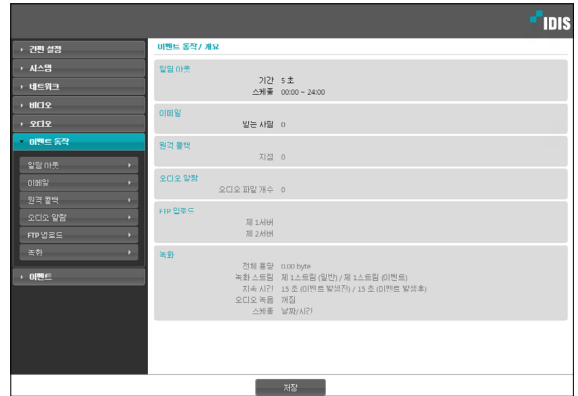 IDIS
간편 설정
시스템
네트워크
비디오
오디오
이벤트 동작
알람 아웃
이메일
원격 콜백
오디오 알람
FTP 업로드
녹화
이벤트
이벤트 동작 / 개요
알람 아웃
기간 5 초
스케줄 00:00 ~ 24:00
이메일
받는 사람 0
원격 콜백
지점 0
오디오 알람
오디오 파일 개수 0
FTP 업로드
제 1서버
제 2서버
녹화
전체 용량 0.00 byte
녹화 스트림 제 1스트림 (일반) / 제 1스트림 (이벤트)
지속 시간 15 초 (이벤트 발생전) / 15 초 (이벤트 발생후)
오디오 녹음 꺼짐
스케줄 날짜/시간
저장